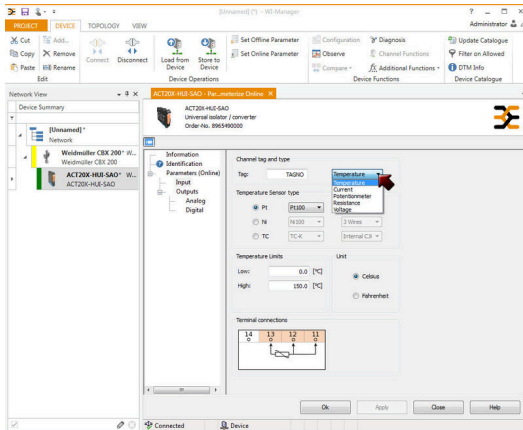 [Unnamed] (*) - WI-Manager
PROJECT DEVICE TOPOLOGY VIEW
Administrator
Cut Add...
Copy Remove
Paste Rename
Edit
Connect Disconnect
Load from Device Store to Device
Device Operations
Set Offline Parameter
Set Online Parameter
Configuration Diagnosis
Observe Channel Functions
Compare Additional Functions
Device Functions
Update Catalogue
Filter on Allowed
DTM Info
Device Catalogue
Network View
Device Summary
[Unnamed] *
Network
Weidmüller CBX 200* W...
Weidmüller CBX 200
ACT20X-HUI-SAO* W...
ACT20X-HUI-SAO
ACT20X-HUI-SAO - Par...meterize Online
ACT20X-HUI-SAO
Universal isolator / converter
Order-No. 8965490000
Information
Identification
Parameters (Online)
Input
Outputs
Analog
Digital
Channel tag and type
Tag: TAGNO Temperature
Temperature
Current
Potentionmeter
Resistance
Voltage
Temperature Sensor type
Pt Pt100
Ni Ni100 3 Wires
TC TC-K Internal CJ
Temperature Limits
Low: 0.0 [°C]
High: 150.0 [°C]
Unit
Celsius
Fahrenheit
Terminal connections
14 13 12 11
Ok Apply Close Help
Connected Device